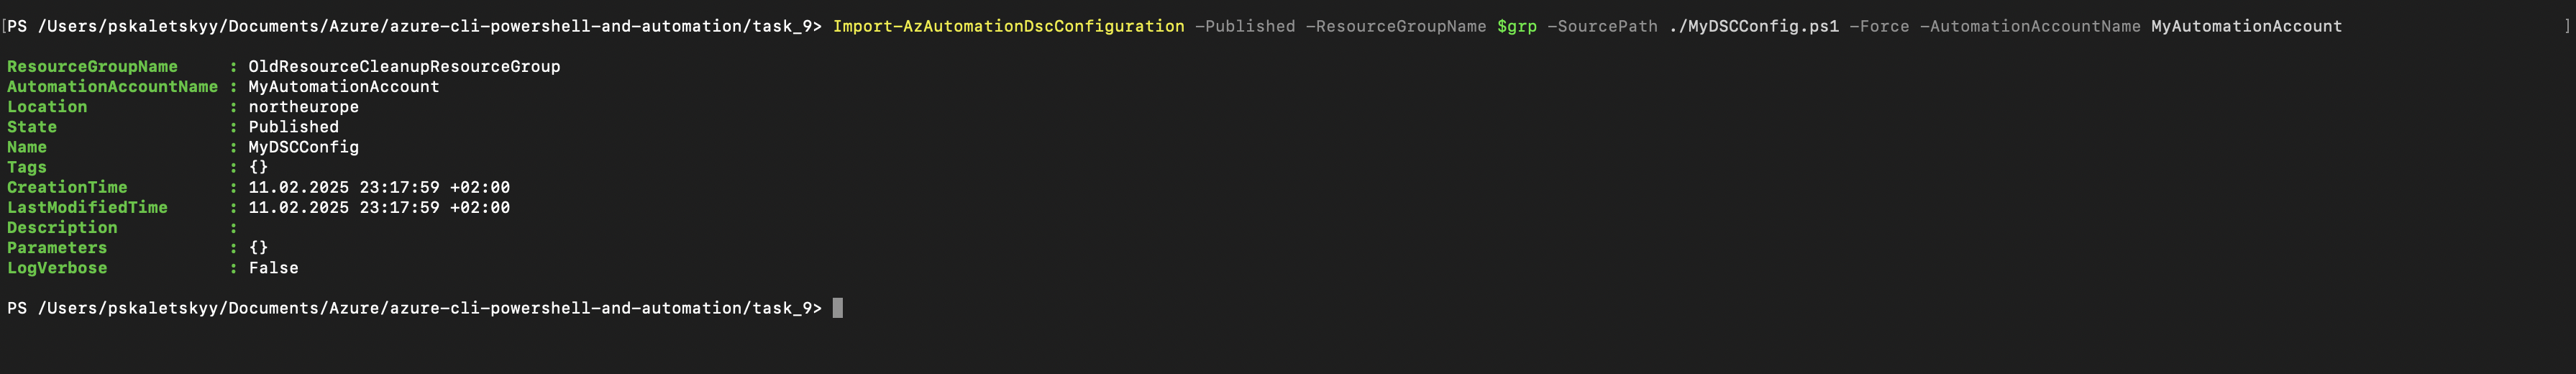 [PS /Users/pskaletskyy/Documents/Azure/azure-cli-powershell-and-automation/task_9> Import-AzAutomationDscConfiguration -Published -ResourceGroupName $grp -SourcePath ./MyDSCConfig.ps1 -Force -AutomationAccountName MyAutomationAccount ]
ResourceGroupName : OldResourceCleanupResourceGroup
AutomationAccountName : MyAutomationAccount
Location : northeurope
State : Published
Name : MyDSCConfig
Tags : {}
CreationTime : 11.02.2025 23:17:59 +02:00
LastModifiedTime : 11.02.2025 23:17:59 +02:00
Description :
Parameters : {}
LogVerbose : False
PS /Users/pskaletskyy/Documents/Azure/azure-cli-powershell-and-automation/task_9>